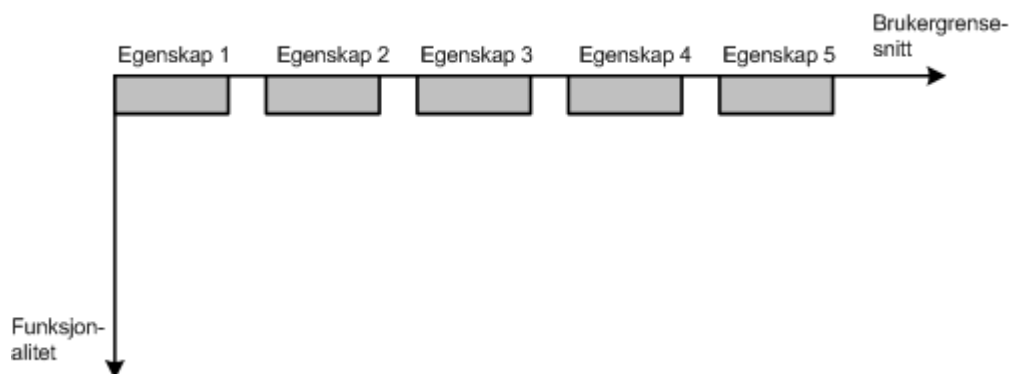 Brukergrense-
snitt
Egenskap 1
Egenskap 2
Egenskap 3
Egenskap 4
Egenskap 5
Funksjon-
alitet